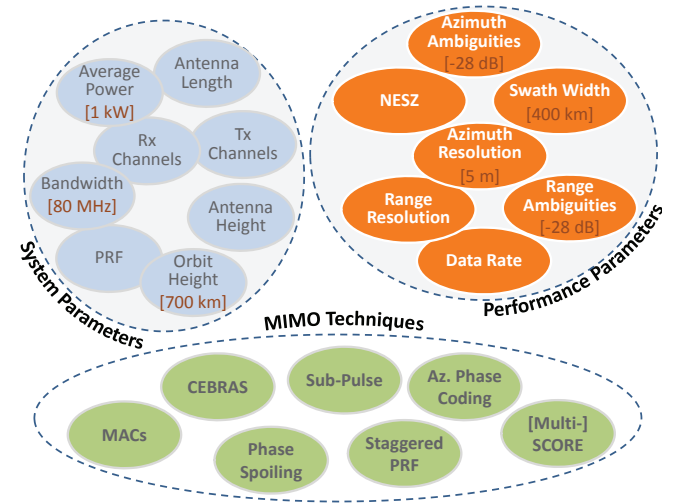 Average
Power
[1 kW]
Antenna
Length
Rx
Channels
Tx
Channels
Bandwidth
[80 MHz]
Antenna
Height
PRF
Orbit
Height
[700 km]
System Parameters
Azimuth
Ambiguities
[-28 dB]
NESZ
Swath Width
[400 km]
Azimuth
Resolution
[5 m]
Range
Resolution
Range
Ambiguities
[-28 dB]
Data Rate
Performance Parameters
MIMO Techniques
CEBRAS
Sub-Pulse
Az. Phase
Coding
MACs
Phase
Spoiling
Staggered
PRF
[Multi-]
SCORE